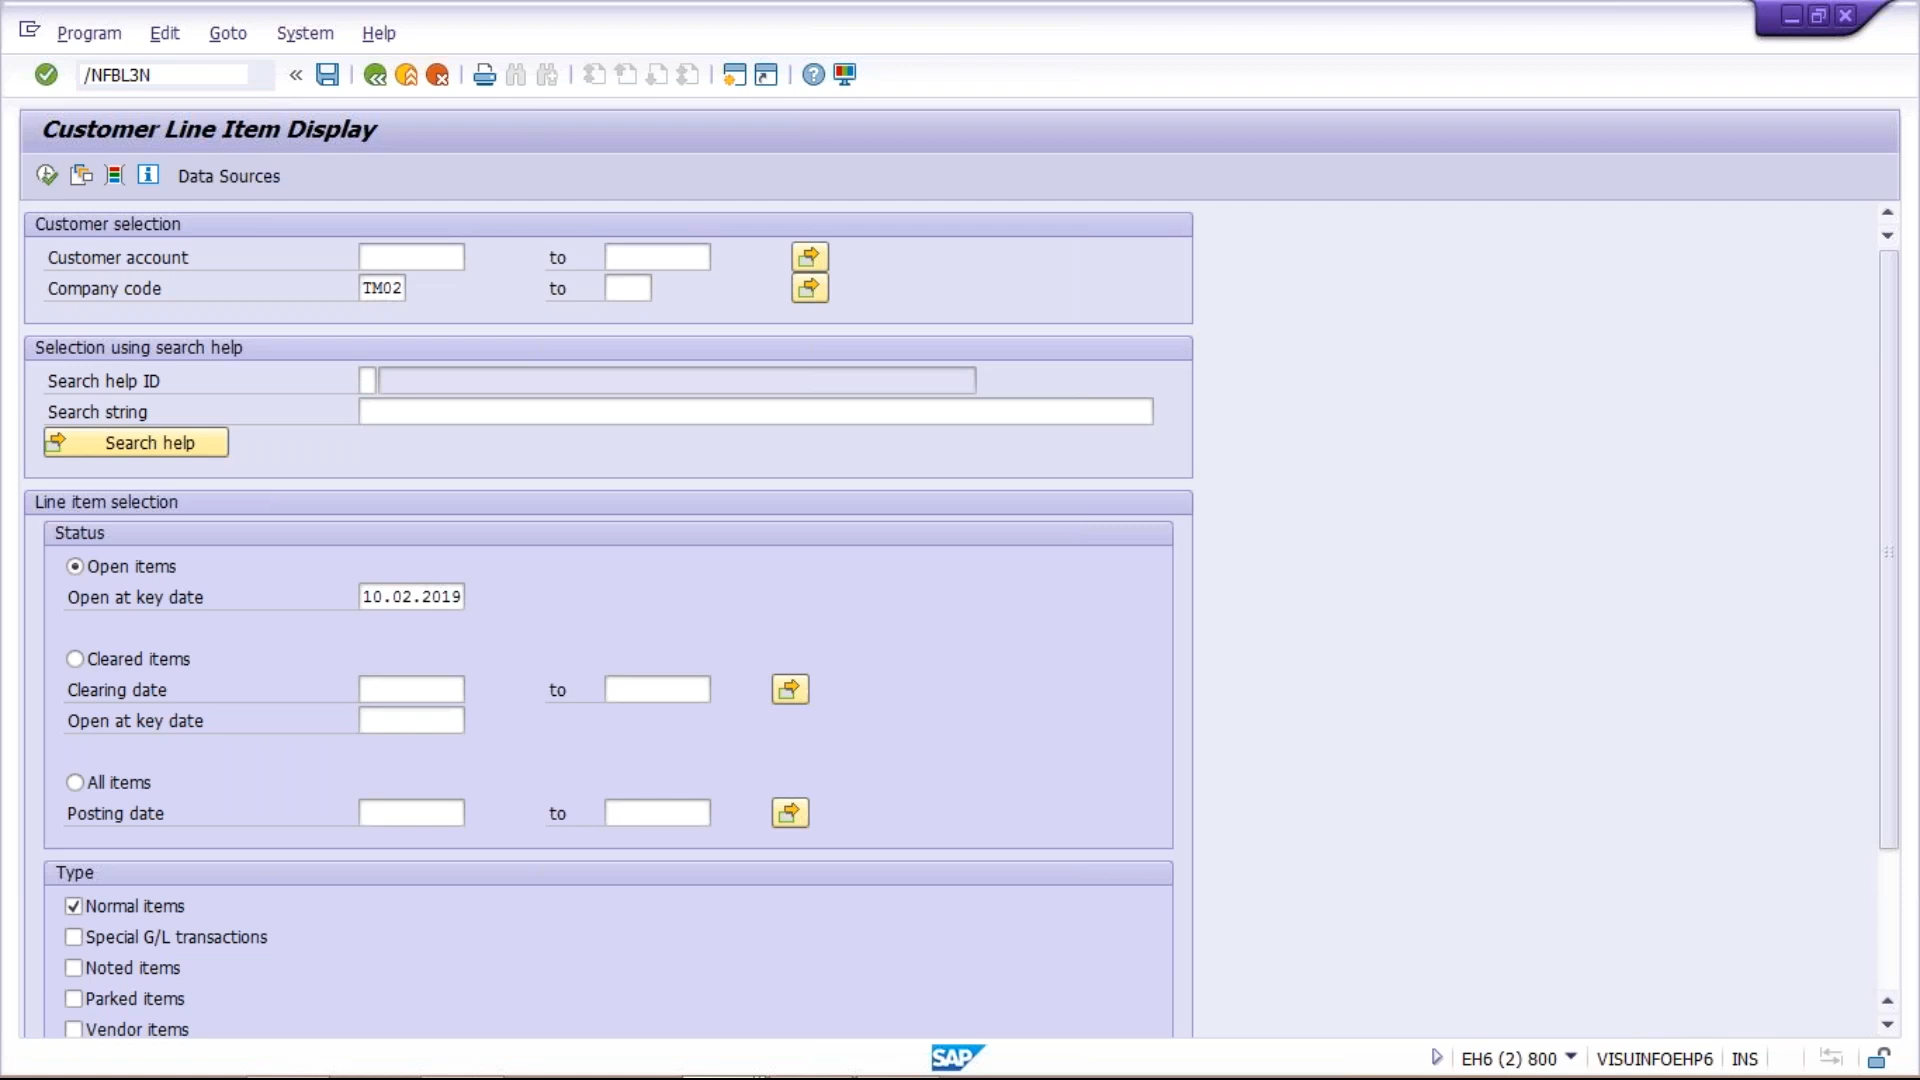 Program Edit Goto System Help
/NFBL3N «
Customer Line Item Display
Data Sources
Customer selection
Customer account to
Company code TM02 to
Selection using search help
Search help ID
Search string
Search help
Line item selection
Status
Open items
Open at key date 10.02.2019
Cleared items
Clearing date to
Open at key date
All items
Posting date to
Type
Normal items
Special G/L transactions
Noted items
Parked items
Vendor items
SAP EH6 (2) 800 VISUINFOEHP6 INS